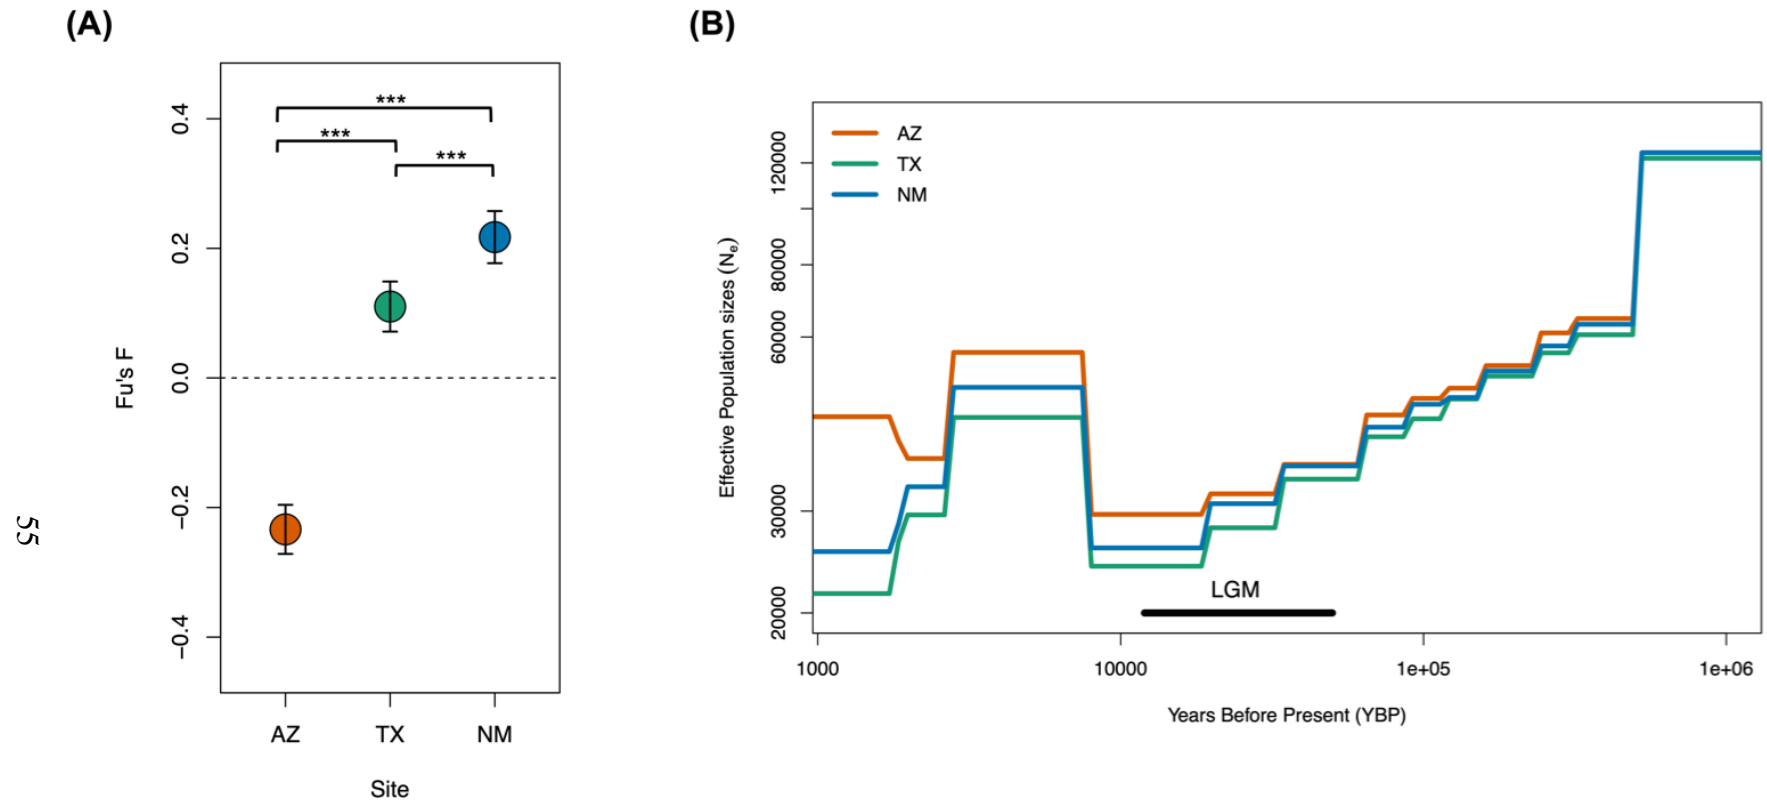 (A)
(B)
Fu's F
0.4
0.2
0.0
−0.2
−0.4
***
***
***
AZ TX NM
Site
55
Effective Population sizes (Ne)
120000
80000
60000
30000
20000
AZ
TX
NM
LGM
1000 10000 1e+05 1e+06
Years Before Present (YBP)